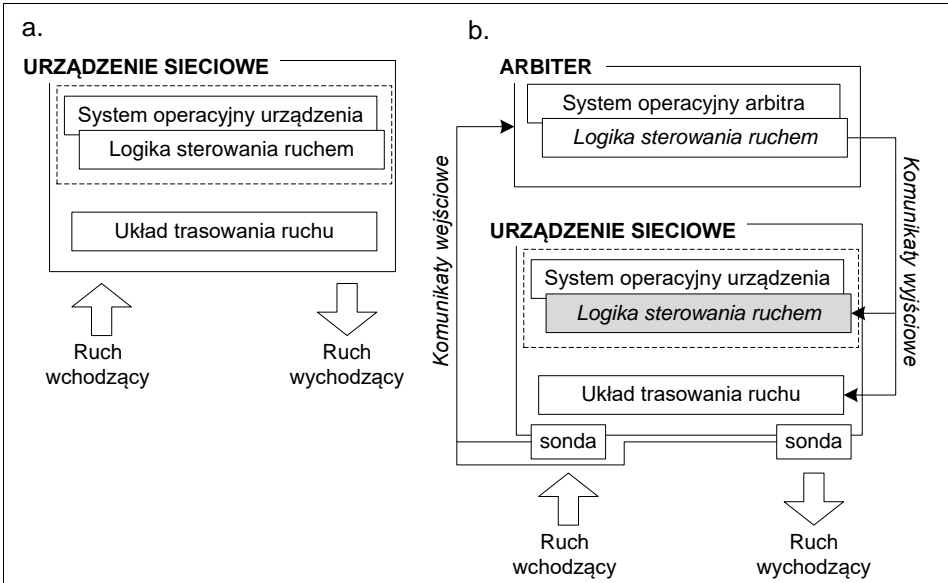 a.
URZĄDZENIE SIECIOWE
System operacyjny urządzenia
Logika sterowania ruchem
Układ trasowania ruchu
Ruch
wchodzący
Ruch
wychodzący
b.
ARBITER
System operacyjny arbitra
Logika sterowania ruchem
Komunikaty wejściowe
Komunikaty wyjściowe
URZĄDZENIE SIECIOWE
System operacyjny urządzenia
Logika sterowania ruchem
Układ trasowania ruchu
sonda
sonda
Ruch
wchodzący
Ruch
wychodzący